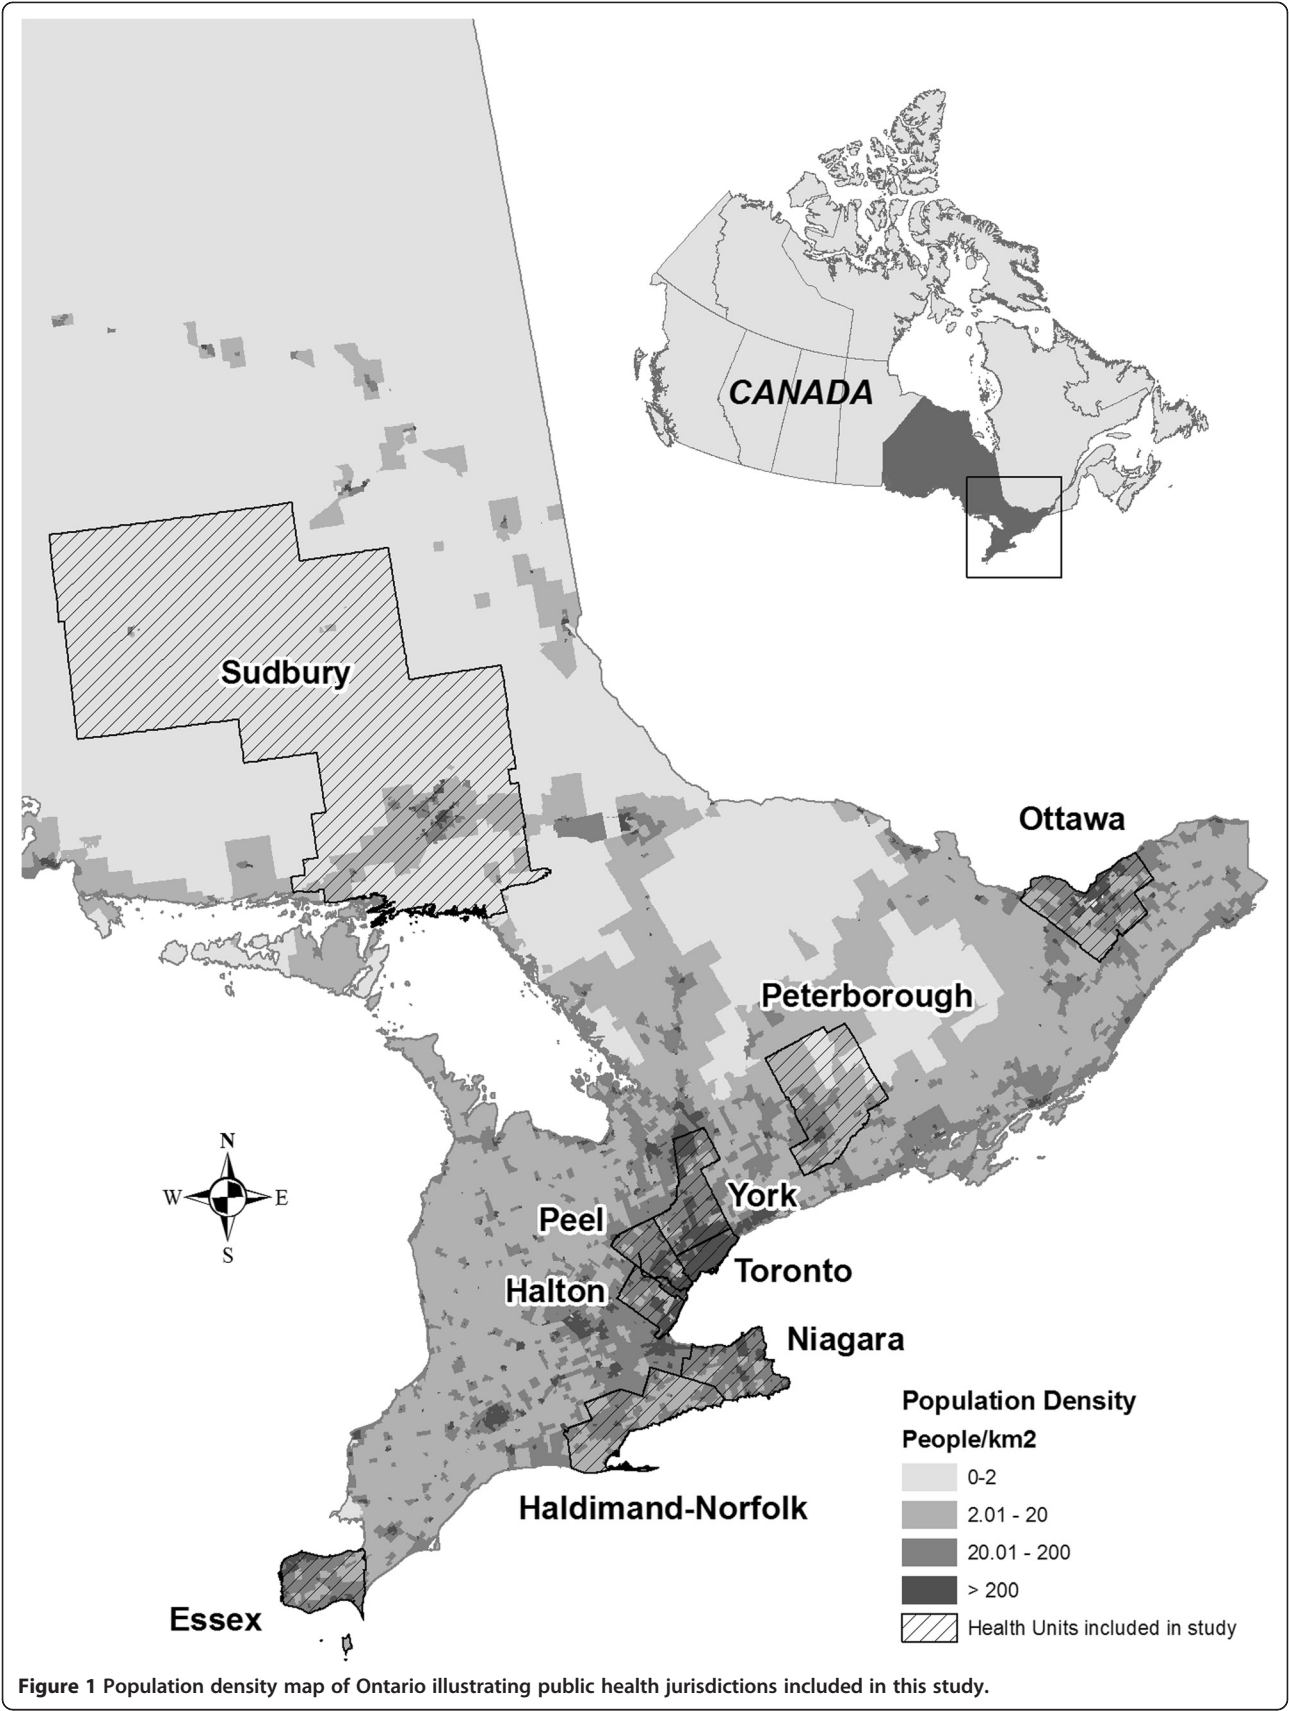 CANADA
Sudbury
Ottawa
Peterborough
N
W E
S
York
Peel
Toronto
Halton
Niagara
Haldimand-Norfolk
Essex
Population Density
People/km2
0-2
2.01 - 20
20.01 - 200
> 200
Health Units included in study
Figure 1 Population density map of Ontario illustrating public health jurisdictions included in this study.